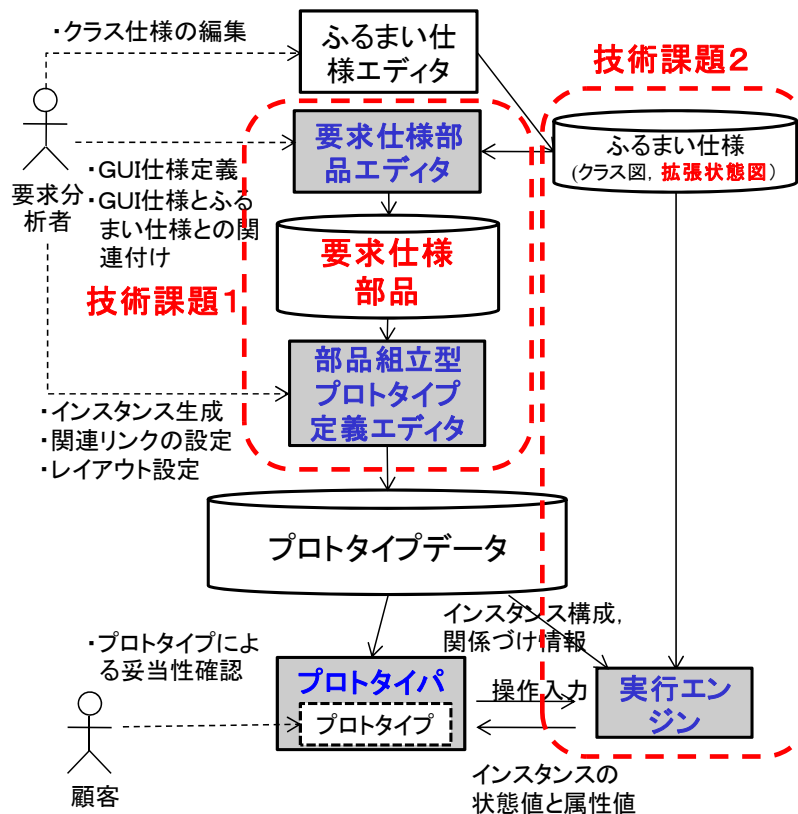 ・クラス仕様の編集
ふるまい仕
様エディタ
技術課題2
要求仕様部
品エディタ
ふるまい仕様
(クラス図, 拡張状態図)
要求分
析者
・GUI仕様定義
・GUI仕様とふる
まい仕様との関
連付け
要求仕様
部品
技術課題1
部品組立型
プロトタイプ
定義エディタ
・インスタンス生成
・関連リンクの設定
・レイアウト設定
プロトタイプデータ
インスタンス構成,
関係づけ情報
・プロトタイプによ
る妥当性確認
プロトタイパ
プロトタイプ
操作入力
実行エン
ジン
顧客
インスタンスの
状態値と属性値